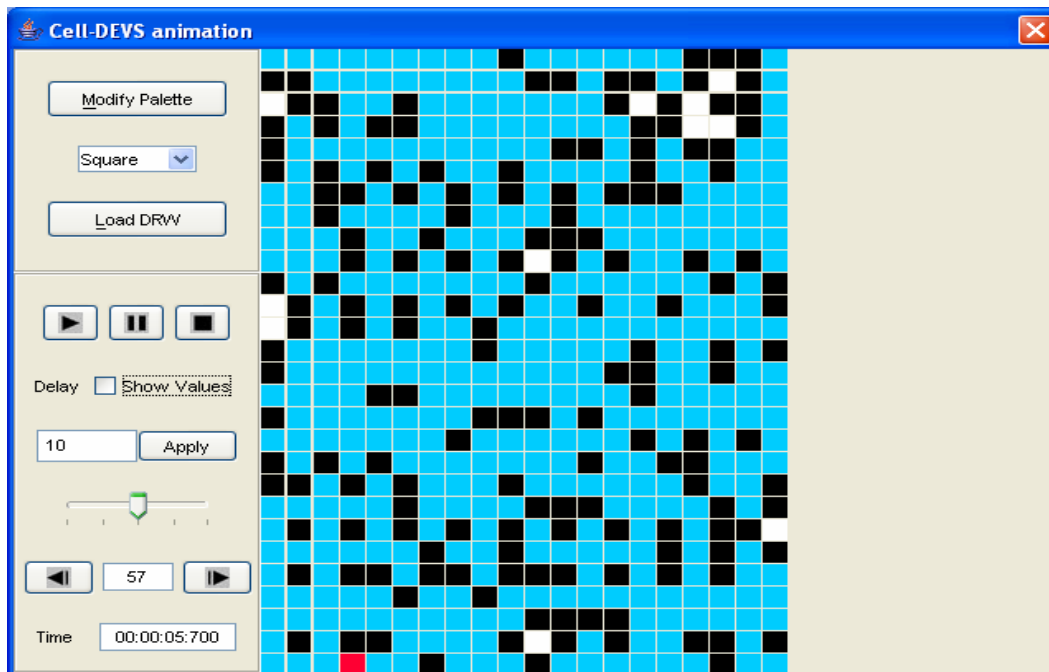 Cell-DEVS animation
Modify Palette
Square
Load DRW
Delay Show Values
10 Apply
57
Time 00:00:05:700